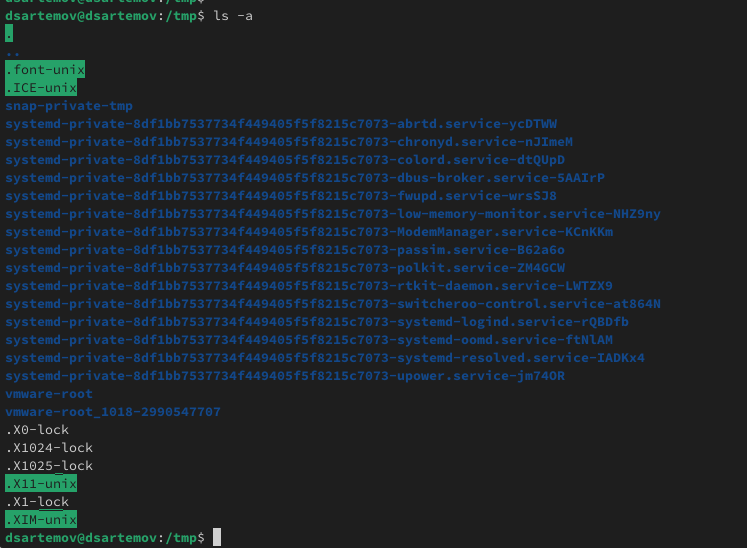 dsartemov@dsartemov:/tmp$ ls -a
.
..
.font-unix
.ICE-unix
snap-private-tmp
systemd-private-8df1bb7537734f449405f5f8215c7073-abrtd.service-ycDTWW
systemd-private-8df1bb7537734f449405f5f8215c7073-chronyd.service-nJImeM
systemd-private-8df1bb7537734f449405f5f8215c7073-colord.service-dtQUpD
systemd-private-8df1bb7537734f449405f5f8215c7073-dbus-broker.service-5AAIrP
systemd-private-8df1bb7537734f449405f5f8215c7073-fwupd.service-wrsSJ8
systemd-private-8df1bb7537734f449405f5f8215c7073-low-memory-monitor.service-NHZ9ny
systemd-private-8df1bb7537734f449405f5f8215c7073-ModemManager.service-KCnKKm
systemd-private-8df1bb7537734f449405f5f8215c7073-passim.service-B62a6o
systemd-private-8df1bb7537734f449405f5f8215c7073-polkit.service-ZM4GCW
systemd-private-8df1bb7537734f449405f5f8215c7073-rtkit-daemon.service-LWTZX9
systemd-private-8df1bb7537734f449405f5f8215c7073-switcheroo-control.service-at864N
systemd-private-8df1bb7537734f449405f5f8215c7073-systemd-logind.service-rQBDfb
systemd-private-8df1bb7537734f449405f5f8215c7073-systemd-oomd.service-ftNlAM
systemd-private-8df1bb7537734f449405f5f8215c7073-systemd-resolved.service-IADKx4
systemd-private-8df1bb7537734f449405f5f8215c7073-upower.service-jm74OR
vmware-root
vmware-root_1018-2990547707
.X0-lock
.X1024-lock
.X1025-lock
.X11-unix
.X1-lock
.XIM-unix
dsartemov@dsartemov:/tmp$